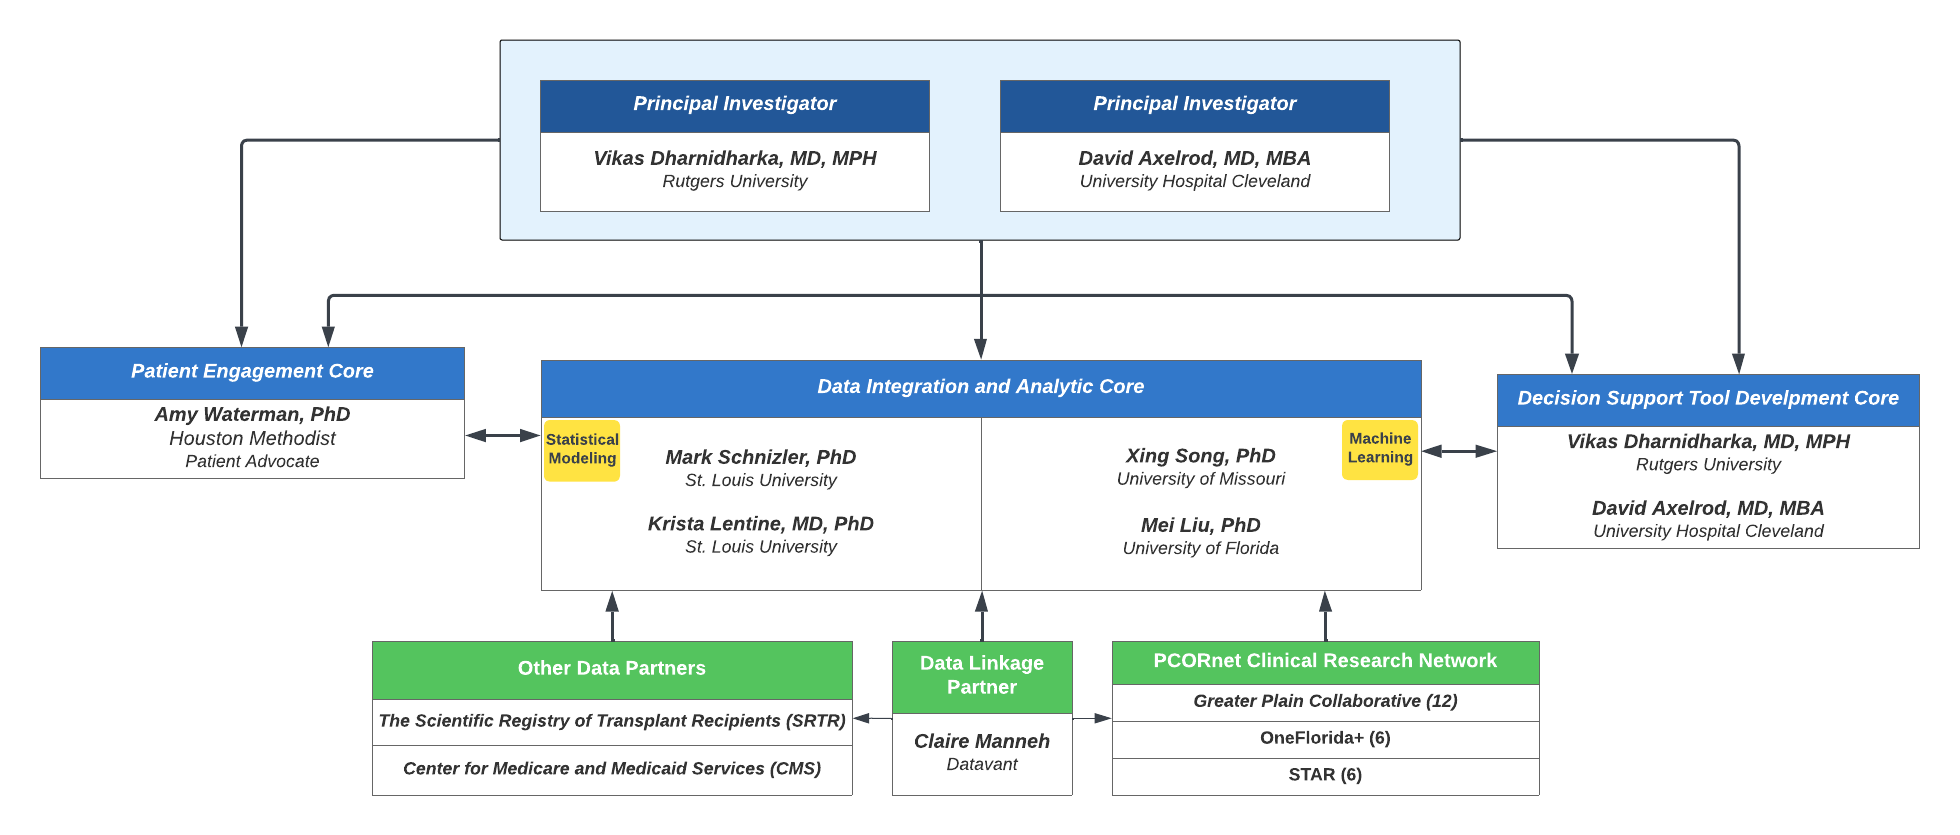 Principal Investigator
Vikas Dharnidharka, MD, MPH
Rutgers University
Principal Investigator
David Axelrod, MD, MBA
University Hospital Cleveland
Patient Engagement Core
Amy Waterman, PhD
Houston Methodist
Patient Advocate
Data Integration and Analytic Core
Statistical
Modeling
Mark Schnizler, PhD
St. Louis University
Krista Lentine, MD, PhD
St. Louis University
Xing Song, PhD
University of Missouri
Mei Liu, PhD
University of Florida
Machine
Learning
Decision Support Tool Develpment Core
Vikas Dharnidharka, MD, MPH
Rutgers University
David Axelrod, MD, MBA
University Hospital Cleveland
Other Data Partners
The Scientific Registry of Transplant Recipients (SRTR)
Center for Medicare and Medicaid Services (CMS)
Data Linkage
Partner
Claire Manneh
Datavant
PCORnet Clinical Research Network
Greater Plain Collaborative (12)
OneFlorida+ (6)
STAR (6)